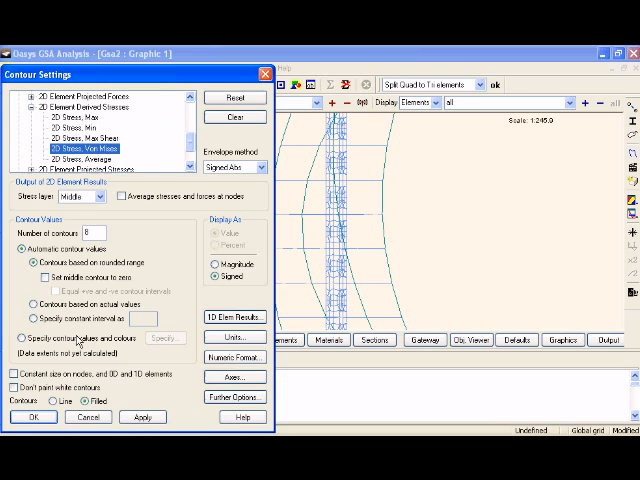 Oasys GSA Analysis - [Gsa2 : Graphic 1]
Contour Settings
Help
2D Element Projected Forces
2D Element Derived Stresses
2D Stress, Max
2D Stress, Min
2D Stress, Max Shear
2D Stress, Von Mises
2D Stress, Average
2D Element Projected Stresses
Reset
Clear
Envelope method
Signed Abs
Output of 2D Element Results
Stress layer
Middle
Average stresses and forces at nodes
Contour Values
Number of contours
8
Automatic contour values
Contours based on rounded range
Set middle contour to zero
Equal +ve and -ve contour intervals
Contours based on actual values
Specify constant interval as
Specify contour values and colours
Specify...
(Data extents not yet calculated)
Display As
Value
Percent
Magnitude
Signed
1D Elem Results...
Units...
Numeric Format...
Axes...
Further Options...
Constant size on nodes, and 0D and 1D elements
Don't paint white contours
Contours
Line
Filled
OK
Cancel
Apply
Help
Split Quad to Tri elements
ok
Display
Elements
all
Scale: 1:245.9
Materials
Sections
Gateway
Obj. Viewer
Defaults
Graphics
Output
Undefined
Global grid
Modified